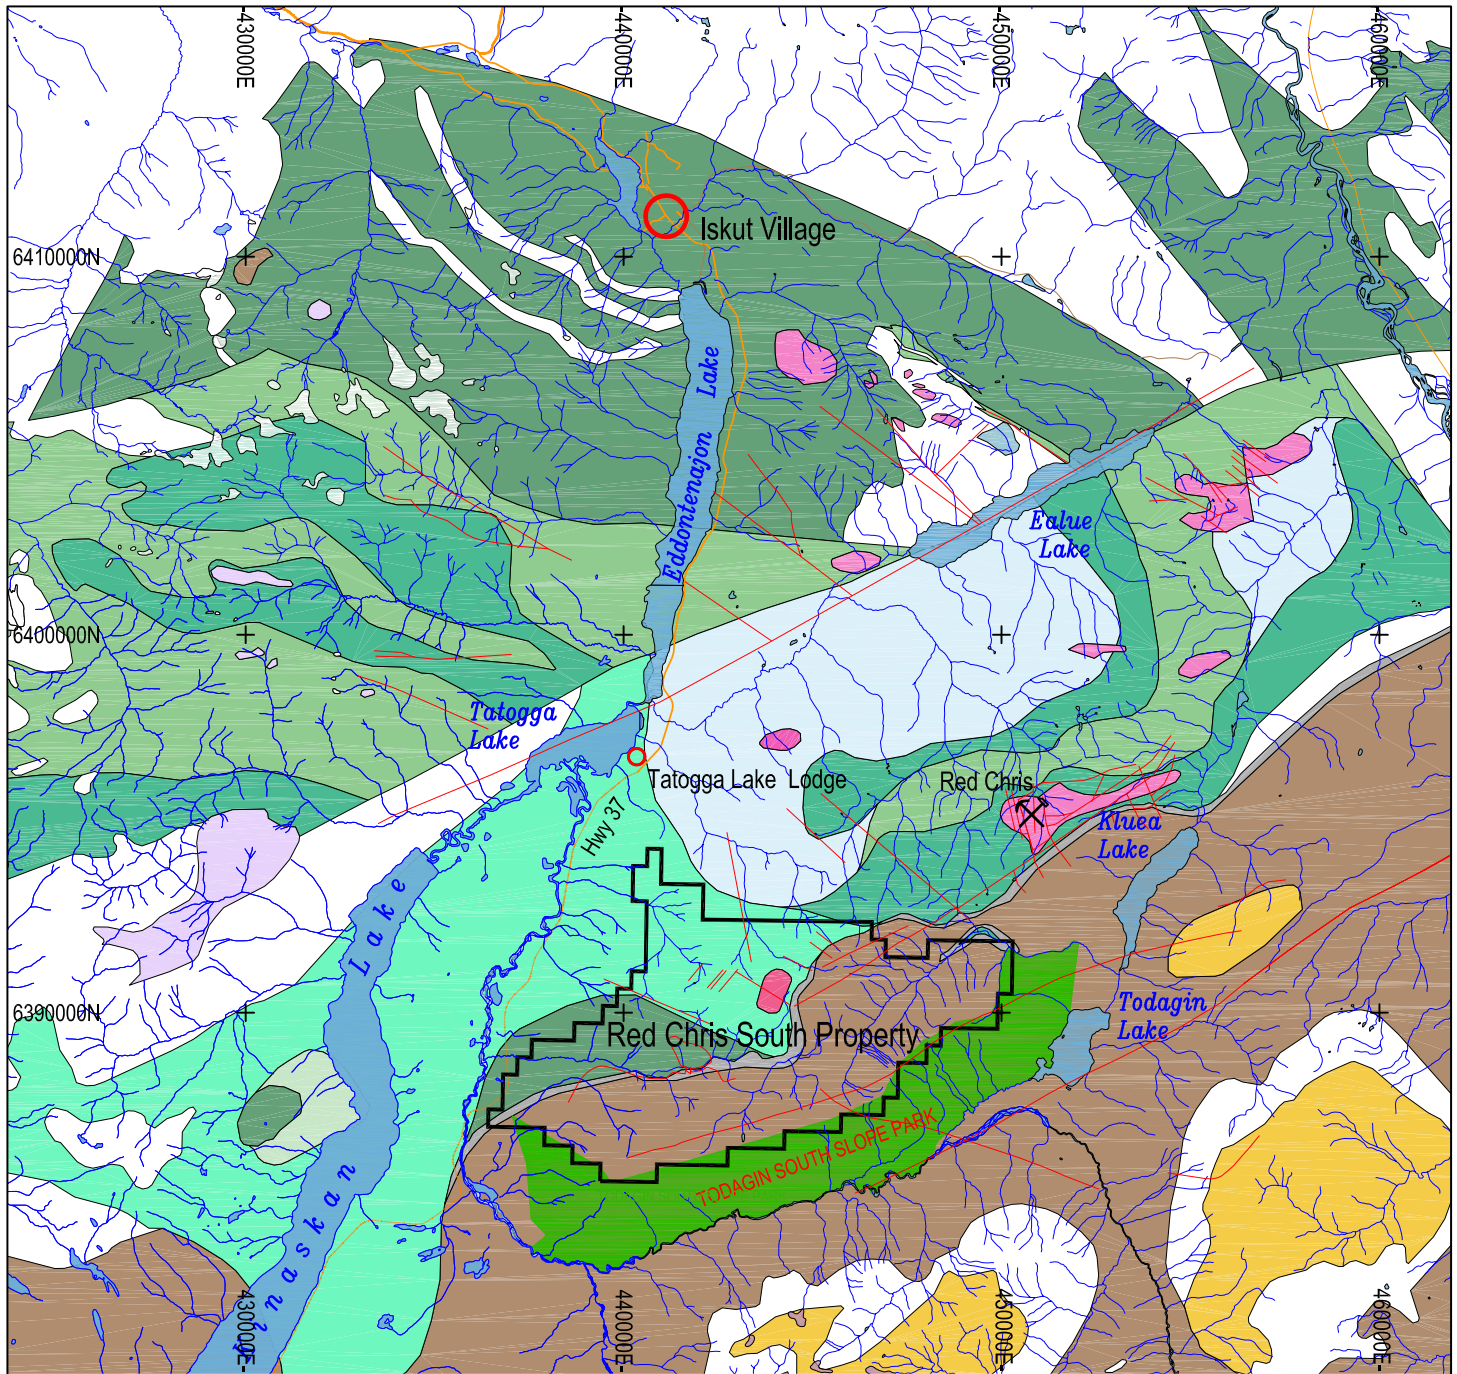 430000E
440000E
450000E
460000E
Iskut Village
6410000N
Eddontenajon Lake
Ealue
Lake
6400000N
Tatogga
Lake
Tatogga Lake Lodge
Red Chris
Hwy 37
Kluea
Lake
Lake
6390000N
Todagin
Lake
Red Chris South Property
TODAGIN SOUTH SLOPE PARK
430000E
440000E
450000E
460000E